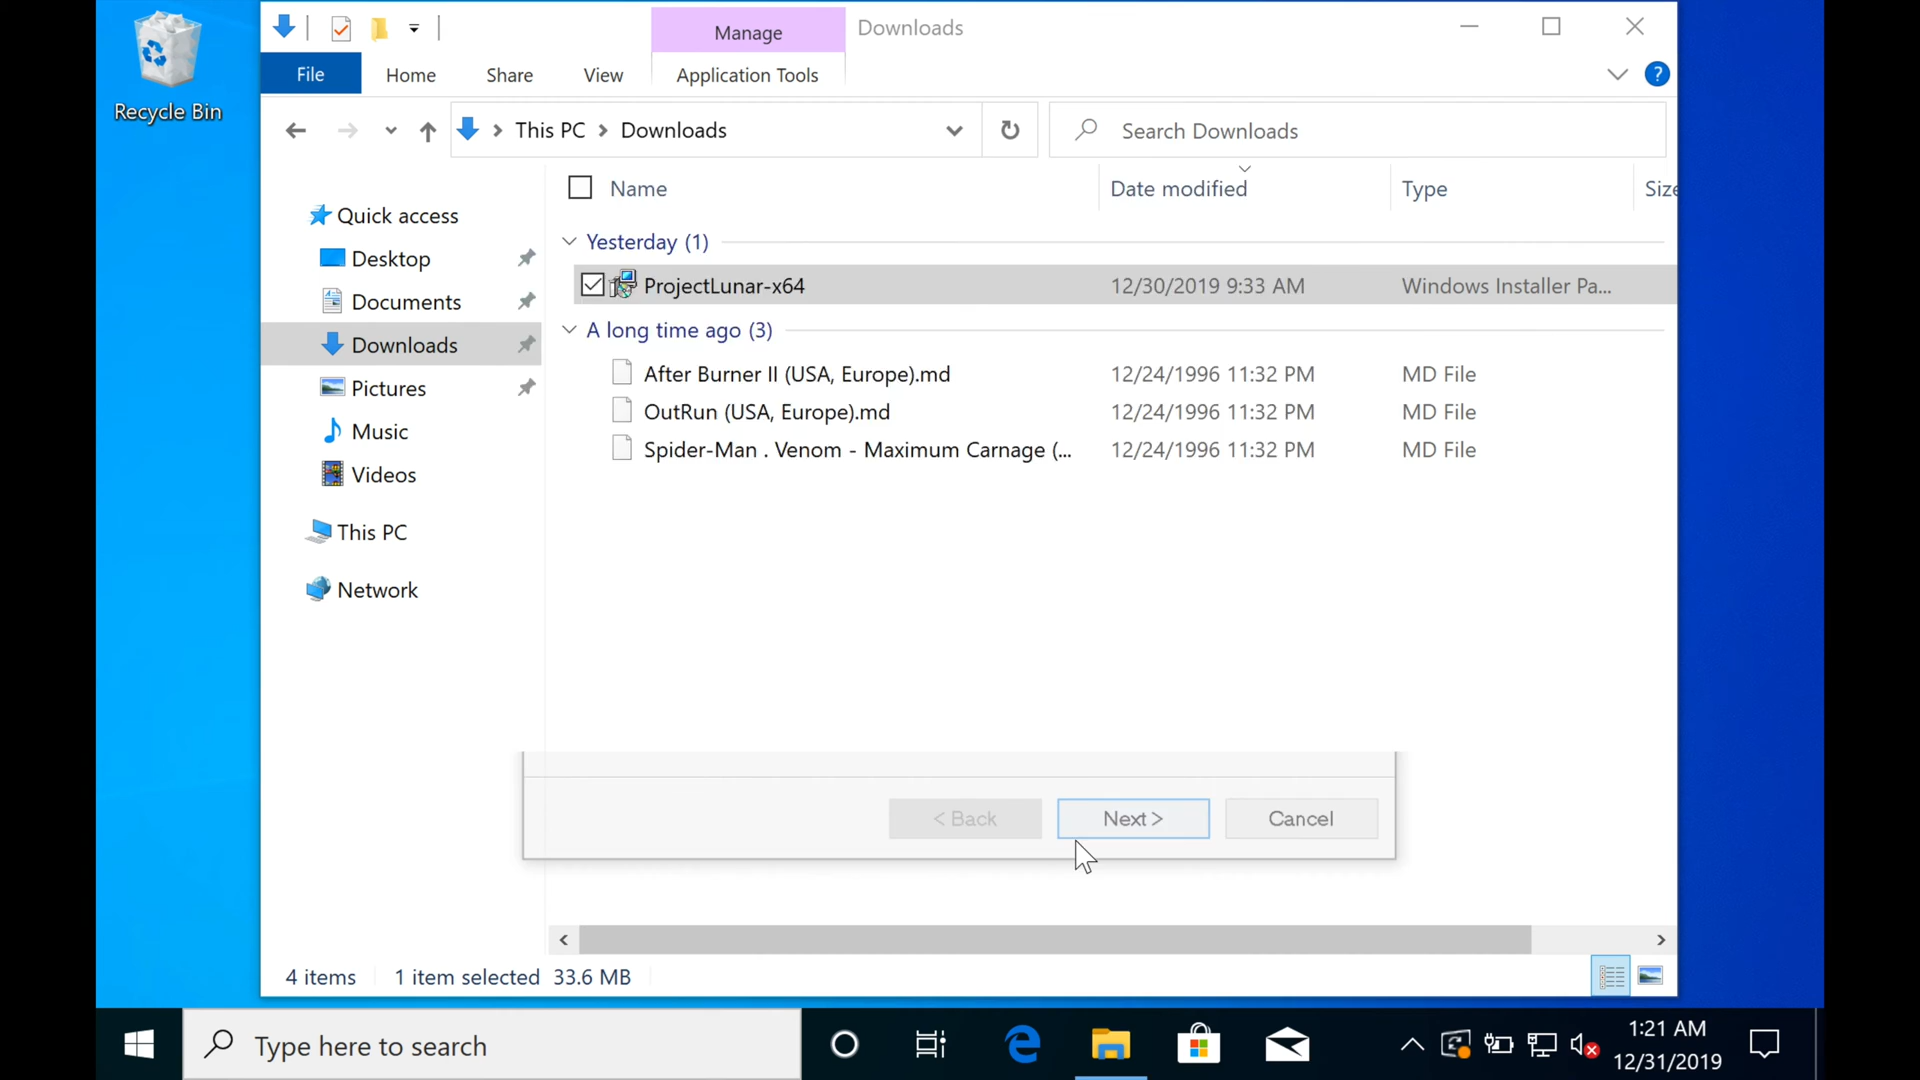 Recycle Bin
Manage
Downloads
File
Home
Share
View
Application Tools
?
This PC
Downloads
Search Downloads
Name
Date modified
Type
Size
Quick access
Desktop
Documents
Downloads
Pictures
Music
Videos
This PC
Network
Yesterday (1)
ProjectLunar-x64 12/30/2019 9:33 AM Windows Installer Pa...
A long time ago (3)
After Burner II (USA, Europe).md 12/24/1996 11:32 PM MD File
OutRun (USA, Europe).md 12/24/1996 11:32 PM MD File
Spider-Man . Venom - Maximum Carnage (... 12/24/1996 11:32 PM MD File
< Back
Next >
Cancel
4 items
1 item selected 33.6 MB
Type here to search
1:21 AM
12/31/2019